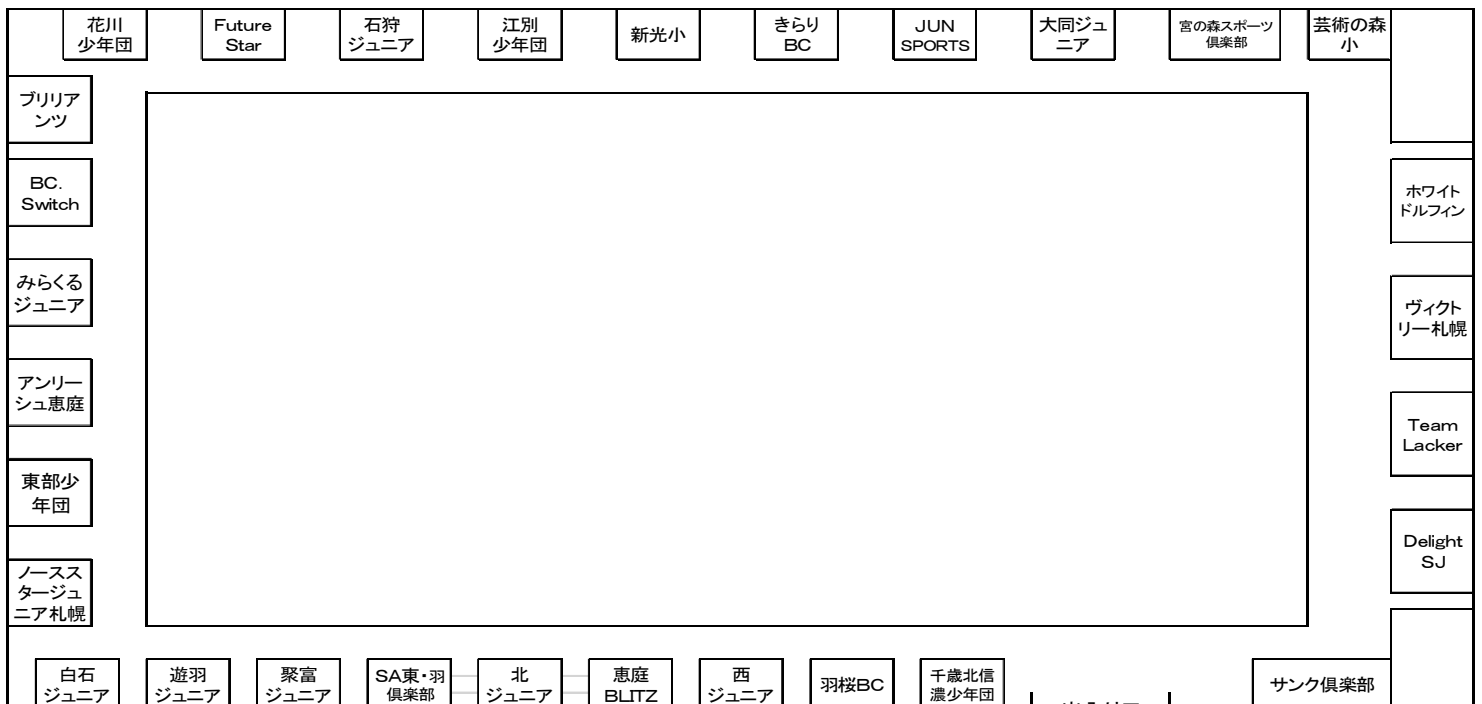 花川
少年団
Future
Star
石狩
ジュニア
江別
少年団
新光小
きらり
BC
JUN
SPORTS
大同ジュ
ニア
宮の森スポーツ
倶楽部
芸術の森
小
ブリリア
ンツ
BC.
Switch
みらくる
ジュニア
アンリー
シュ恵庭
東部少
年団
ノースス
タージュ
ニア札幌
ホワイト
ドルフィン
ヴィクト
リー札幌
Team
Lacker
Delight
SJ
白石
ジュニア
遊羽
ジュニア
聚富
ジュニア
SA東・羽
倶楽部
北
ジュニア
恵庭
BLITZ
西
ジュニア
羽桜BC
千歳北信
濃少年団
サンク倶楽部